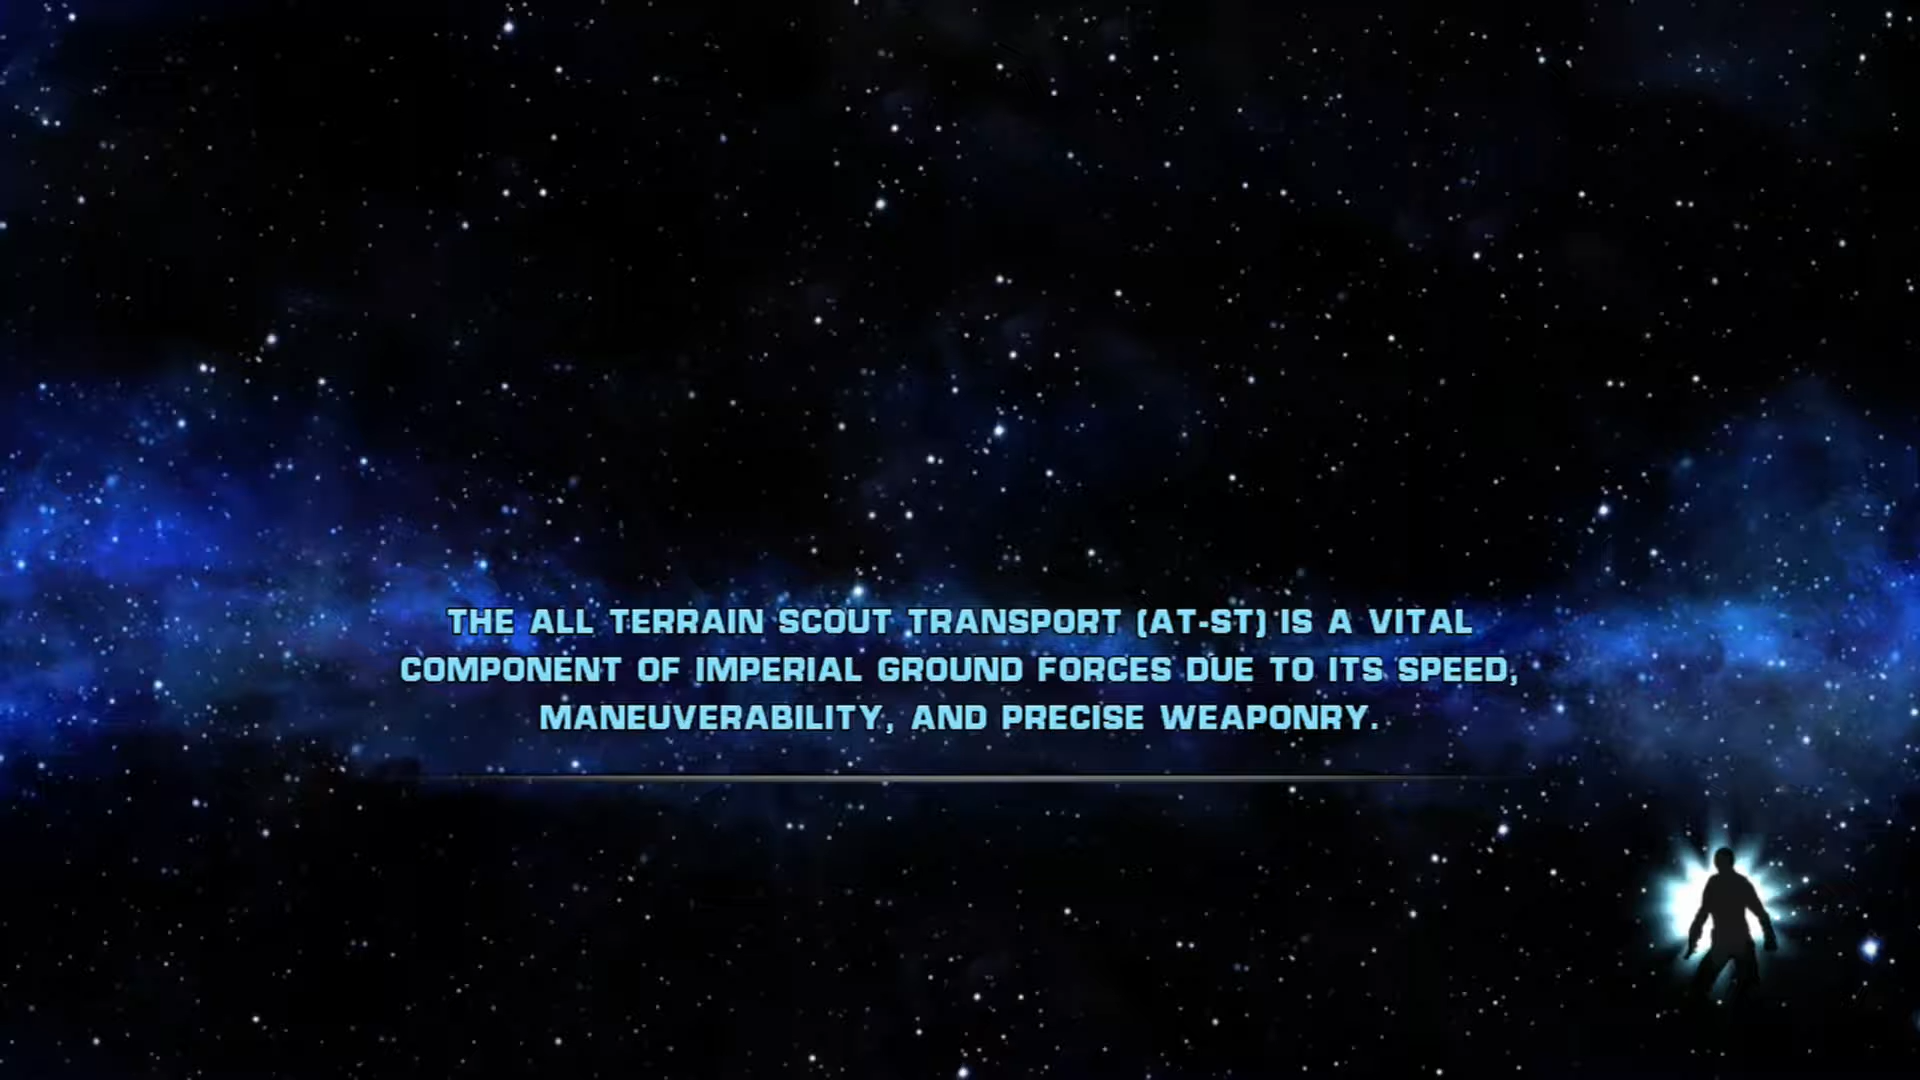 THE ALL TERRAIN SCOUT TRANSPORT (AT-ST) IS A VITAL
COMPONENT OF IMPERIAL GROUND FORCES DUE TO ITS SPEED,
MANEUVERABILITY, AND PRECISE WEAPONRY.